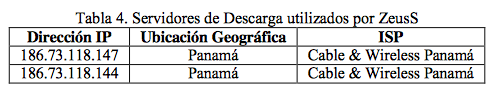 Tabla 4. Servidores de Descarga utilizados por ZeusS
Dirección IP Ubicación Geográfica ISP
186.73.118.147 Panamá Cable & Wireless Panamá
186.73.118.144 Panamá Cable & Wireless Panamá